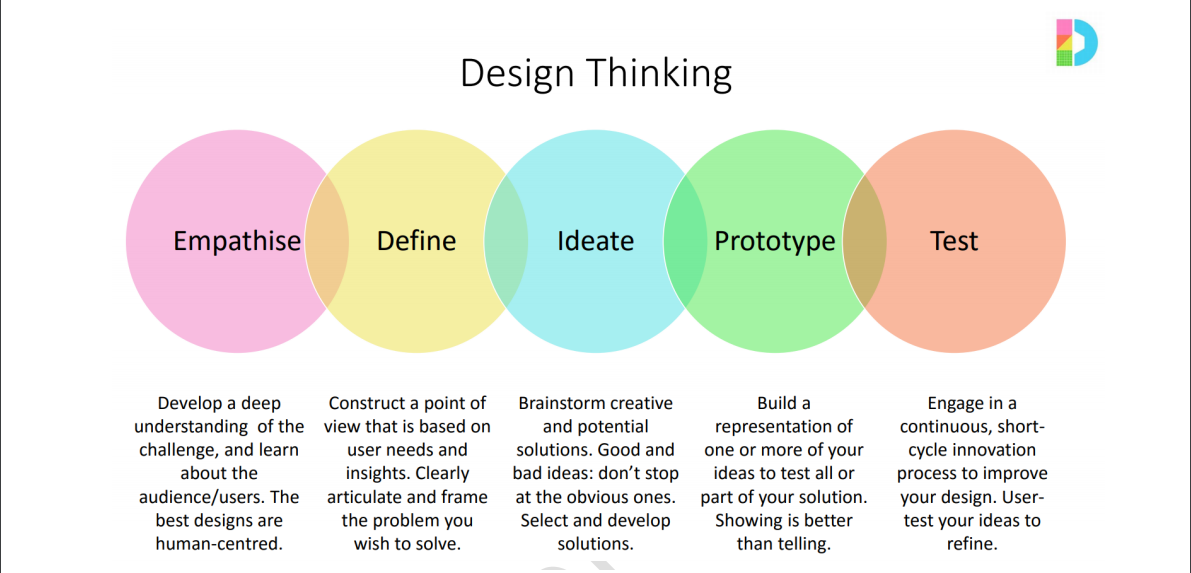 Design Thinking
Empathise
Define
Ideate
Prototype
Test
Develop a deep
understanding of the
challenge, and learn
about the
audience/users. The
best designs are
human-centred.
Construct a point of
view that is based on
user needs and
insights. Clearly
articulate and frame
the problem you
wish to solve.
Brainstorm creative
and potential
solutions. Good and
bad ideas: don’t stop
at the obvious ones.
Select and develop
solutions.
Build a
representation of
one or more of your
ideas to test all or
part of your solution.
Showing is better
than telling.
Engage in a
continuous, short-
cycle innovation
process to improve
your design. User-
test your ideas to
refine.